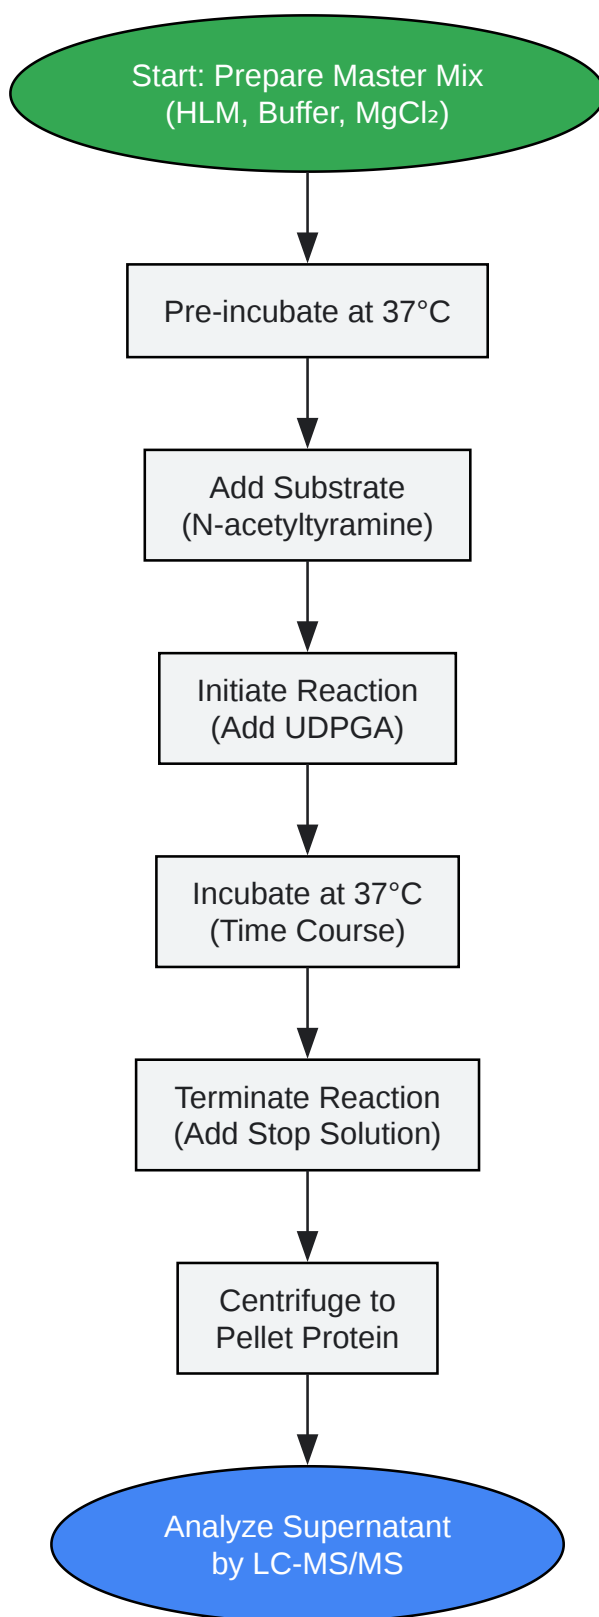 Start: Prepare Master Mix
(HLM, Buffer, MgCl₂)
Pre-incubate at 37°C
Add Substrate
(N-acetyltyramine)
Initiate Reaction
(Add UDPGA)
Incubate at 37°C
(Time Course)
Terminate Reaction
(Add Stop Solution)
Centrifuge to
Pellet Protein
Analyze Supernatant
by LC-MS/MS